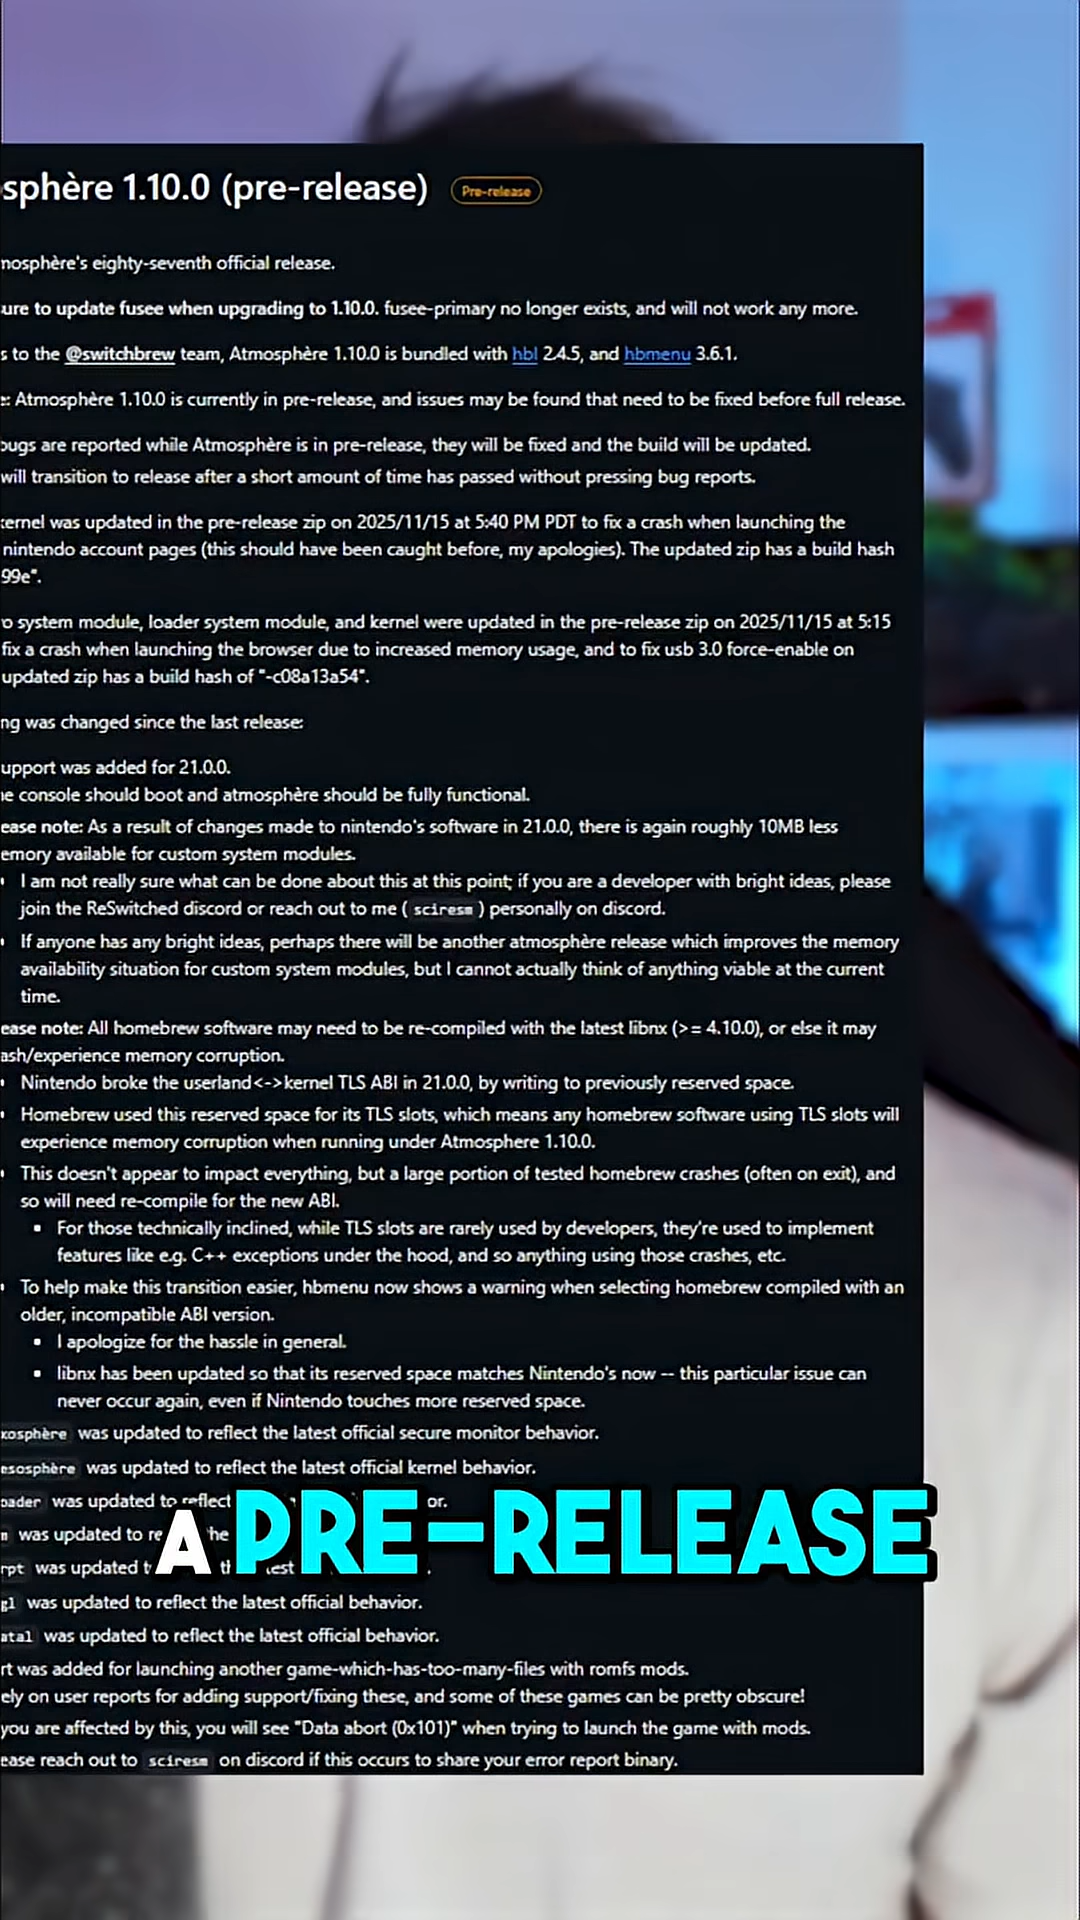 sphère 1.10.0 (pre-release) Pre-release
mosphère's eighty-seventh official release.
ure to update fusee when upgrading to 1.10.0. fusee-primary no longer exists, and will not work any more.
s to the @switchbrew team, Atmosphère 1.10.0 is bundled with hbl 2.4.5, and hbmenu 3.6.1.
e: Atmosphère 1.10.0 is currently in pre-release, and issues may be found that need to be fixed before full release.
bugs are reported while Atmosphère is in pre-release, they will be fixed and the build will be updated.
will transition to release after a short amount of time has passed without pressing bug reports.
kernel was updated in the pre-release zip on 2025/11/15 at 5:40 PM PDT to fix a crash when launching the
nintendo account pages (this should have been caught before, my apologies). The updated zip has a build hash
99e".
ro system module, loader system module, and kernel were updated in the pre-release zip on 2025/11/15 at 5:15
fix a crash when launching the browser due to increased memory usage, and to fix usb 3.0 force-enable on
updated zip has a build hash of "-c08a13a54".
ng was changed since the last release:
upport was added for 21.0.0.
he console should boot and atmosphère should be fully functional.
ease note: As a result of changes made to nintendo's software in 21.0.0, there is again roughly 10MB less
emory available for custom system modules.
I am not really sure what can be done about this at this point; if you are a developer with bright ideas, please
join the ReSwitched discord or reach out to me ( sciresm ) personally on discord.
If anyone has any bright ideas, perhaps there will be another atmosphère release which improves the memory
availability situation for custom system modules, but I cannot actually think of anything viable at the current
time.
ease note: All homebrew software may need to be re-compiled with the latest libnx (>= 4.10.0), or else it may
ash/experience memory corruption.
Nintendo broke the userland<->kernel TLS ABI in 21.0.0, by writing to previously reserved space.
Homebrew used this reserved space for its TLS slots, which means any homebrew software using TLS slots will
experience memory corruption when running under Atmosphere 1.10.0.
This doesn't appear to impact everything, but a large portion of tested homebrew crashes (often on exit), and
so will need re-compile for the new ABI.
For those technically inclined, while TLS slots are rarely used by developers, they're used to implement
features like e.g. C++ exceptions under the hood, and so anything using those crashes, etc.
To help make this transition easier, hbmenu now shows a warning when selecting homebrew compiled with an
older, incompatible ABI version.
I apologize for the hassle in general.
libnx has been updated so that its reserved space matches Nintendo's now -- this particular issue can
never occur again, even if Nintendo touches more reserved space.
xosphère was updated to reflect the latest official secure monitor behavior.
esosphère was updated to reflect the latest official kernel behavior.
oader was updated to reflect or.
m was updated to re he
A PRE-RELEASE
rpt was updated t th test .
gl was updated to reflect the latest official behavior.
atal was updated to reflect the latest official behavior.
rt was added for launching another game-which-has-too-many-files with romfs mods.
ely on user reports for adding support/fixing these, and some of these games can be pretty obscure!
you are affected by this, you will see "Data abort (0x101)" when trying to launch the game with mods.
ease reach out to sciresm on discord if this occurs to share your error report binary.